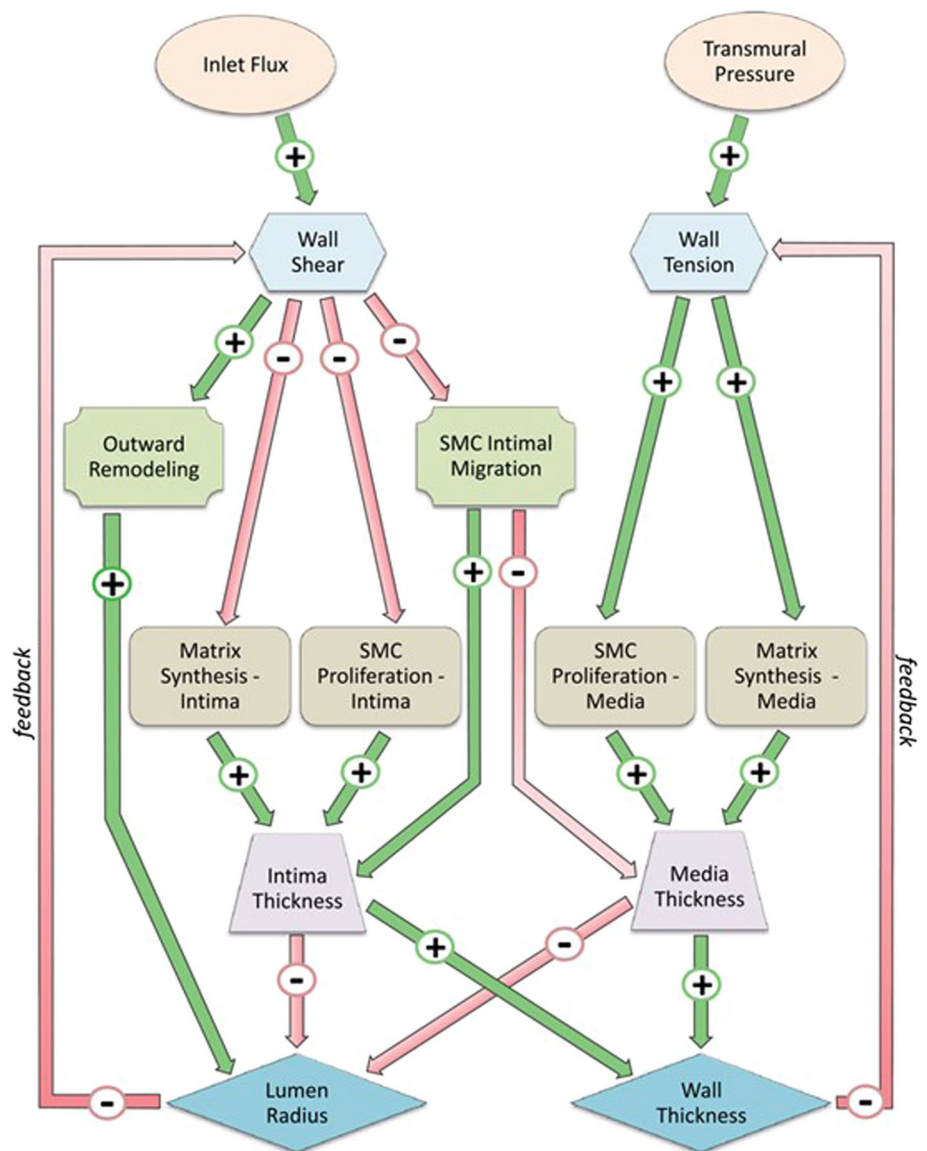 Inlet Flux
Transmural
Pressure
+
+
Wall
Shear
Wall
Tension
+
-
-
-
+
+
Outward
Remodeling
SMC Intimal
Migration
+
+
-
Matrix
Synthesis -
Intima
SMC
Proliferation -
Intima
SMC
Proliferation -
Media
Matrix
Synthesis -
Media
feedback
feedback
+
+
+
+
Intima
Thickness
Media
Thickness
-
+
-
+
Lumen
Radius
Wall
Thickness
-
-